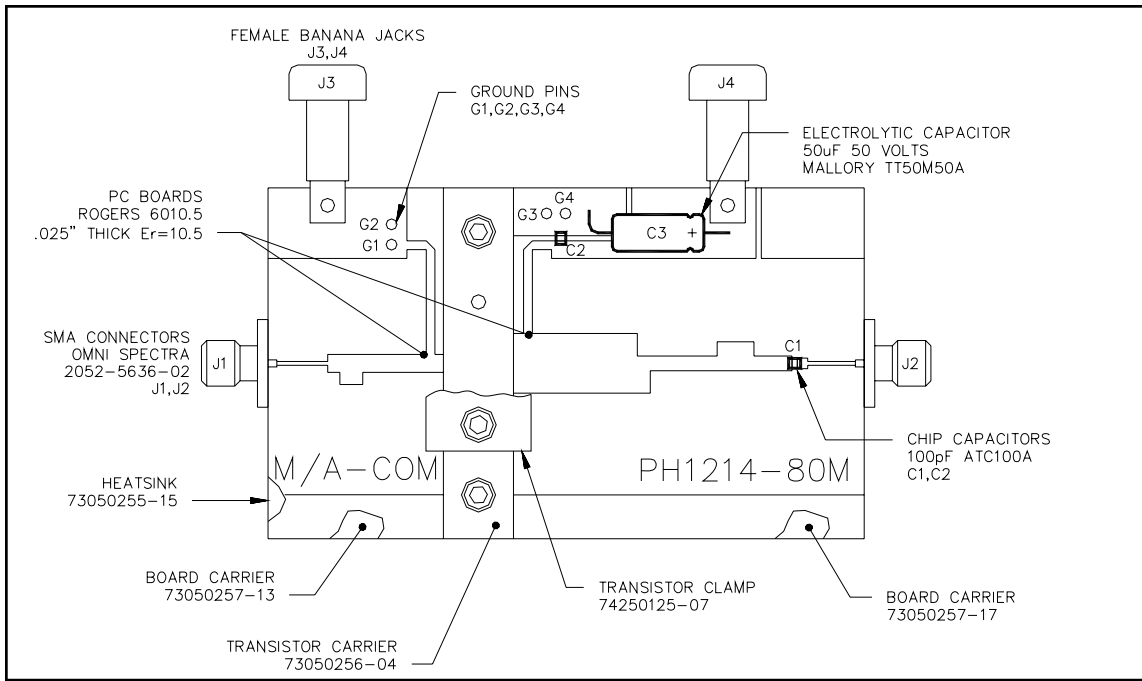 FEMALE BANANA JACKS
J3,J4
J3
J4
GROUND PINS
G1,G2,G3,G4
ELECTROLYTIC CAPACITOR
50uF 50 VOLTS
MALLORY TT50M50A
PC BOARDS
ROGERS 6010.5
.025" THICK Er=10.5
G2
G1
G4
G3
C2
C3 +
SMA CONNECTORS
OMNI SPECTRA
2052-5636-02
J1,J2
J1
C1
J2
CHIP CAPACITORS
100pF ATC100A
C1,C2
M/A-COM
PH1214-80M
HEATSINK
73050255-15
BOARD CARRIER
73050257-13
TRANSISTOR CLAMP
74250125-07
BOARD CARRIER
73050257-17
TRANSISTOR CARRIER
73050256-04